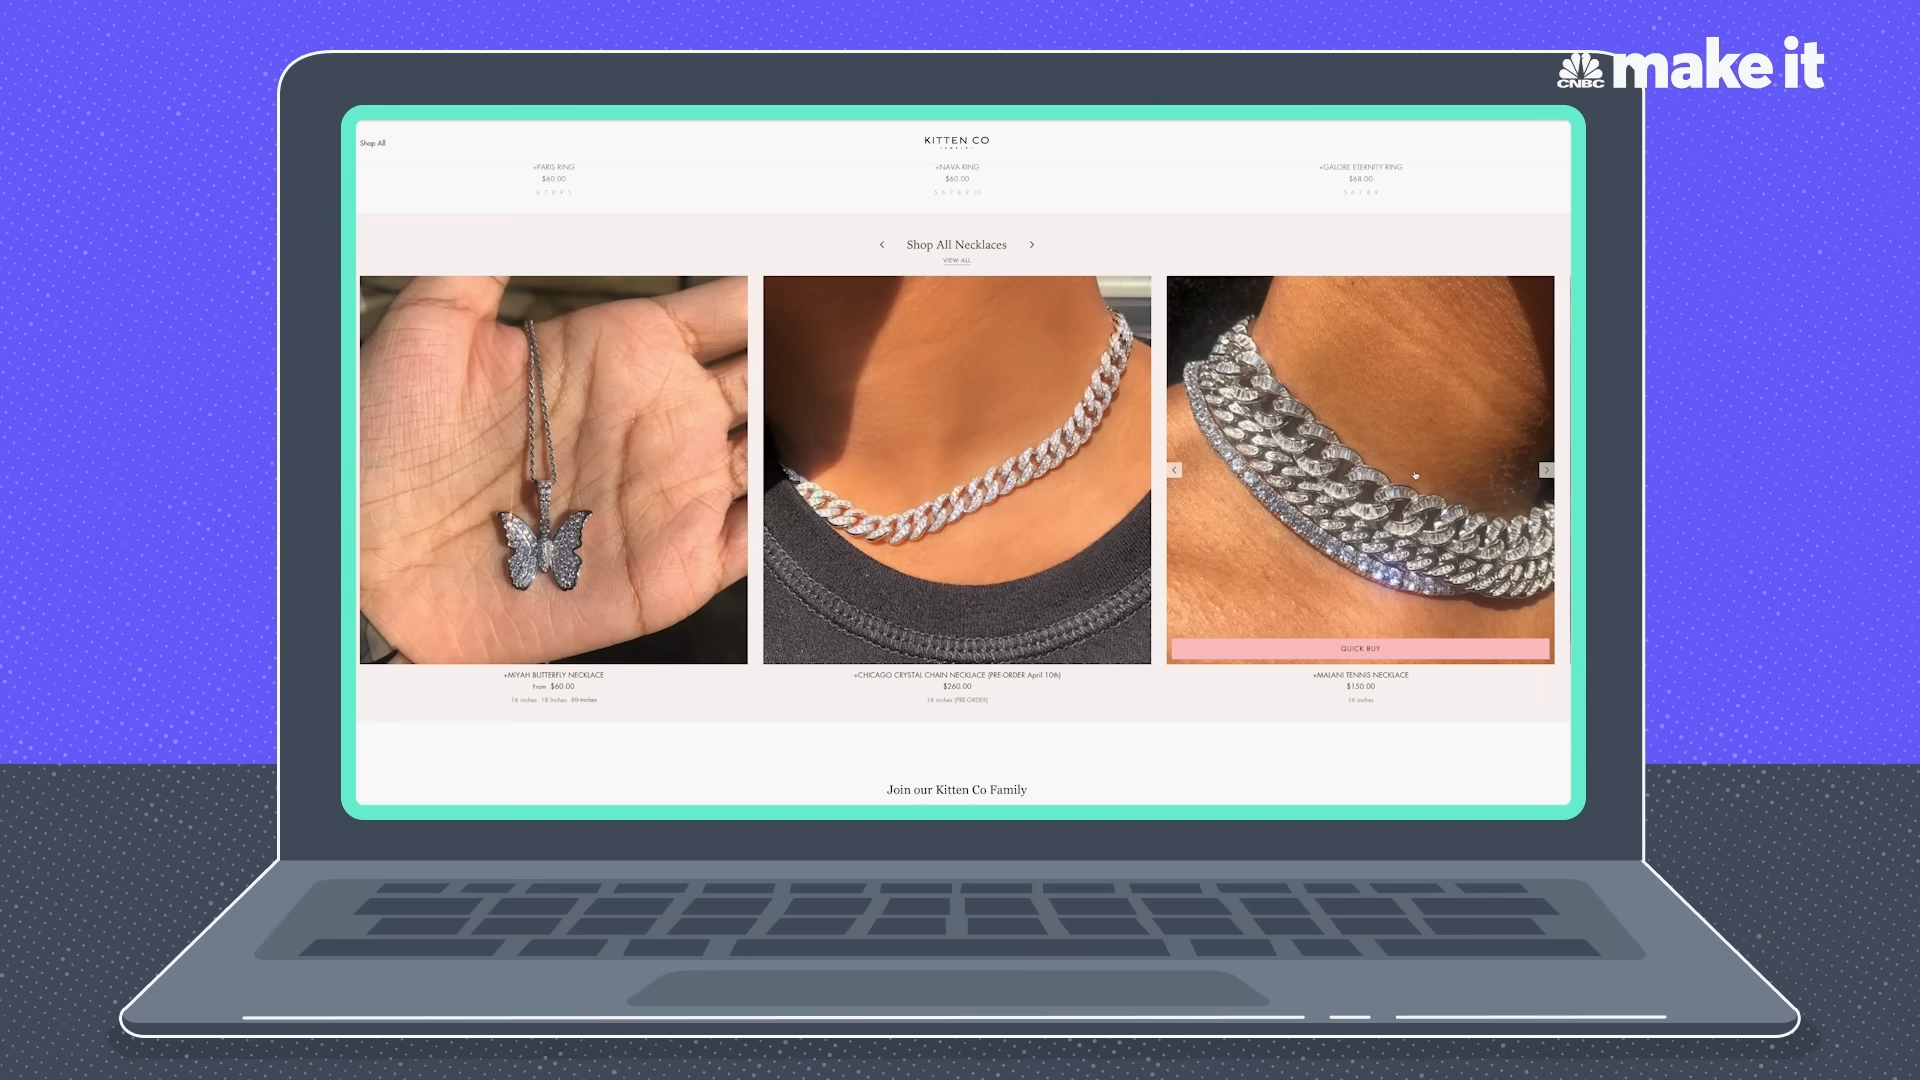 CNBC make it
Shop All
KITTEN CO
JEWELRY
+PARIS RING
$60.00
6 7 8 9 5
+NAVA RING
$60.00
5 6 7 8 9 10
+GALORE ETERNITY RING
$68.00
5 6 7 8 9
Shop All Necklaces
VIEW ALL
QUICK BUY
+MIYAH BUTTERFLY NECKLACE
From $60.00
16 inches 18 Inches 20 Inches
+CHICAGO CRYSTAL CHAIN NECKLACE (PRE-ORDER April 10th)
$260.00
16 inches (PRE-ORDER)
+MALANI TENNIS NECKLACE
$150.00
16 inches
Join our Kitten Co Family